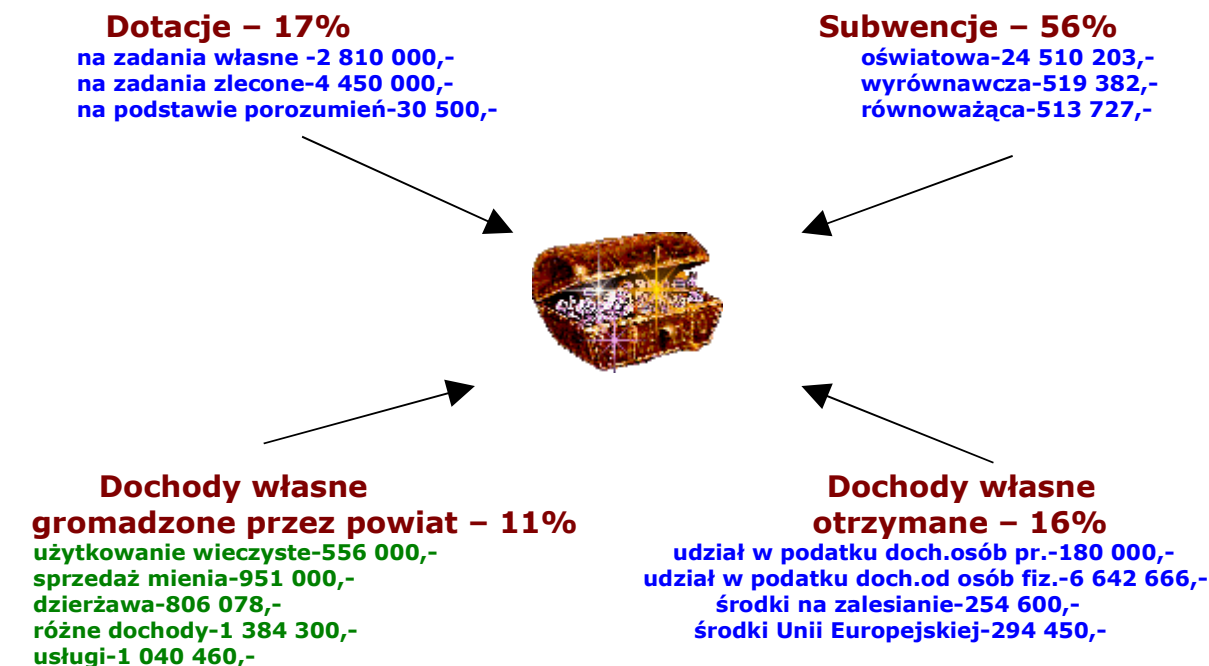 Dotacje – 17%
na zadania własne -2 810 000,-
na zadania zlecone-4 450 000,-
na podstawie porozumień-30 500,-
Subwencje – 56%
oświatowa-24 510 203,-
wyrównawcza-519 382,-
równoważąca-513 727,-
Dochody własne
gromadzone przez powiat – 11%
użytkowanie wieczyste-556 000,-
sprzedaż mienia-951 000,-
dzierżawa-806 078,-
różne dochody-1 384 300,-
usługi-1 040 460,-
Dochody własne
otrzymane – 16%
udział w podatku doch.osób pr.-180 000,-
udział w podatku doch.od osób fiz.-6 642 666,-
środki na zalesianie-254 600,-
środki Unii Europejskiej-294 450,-